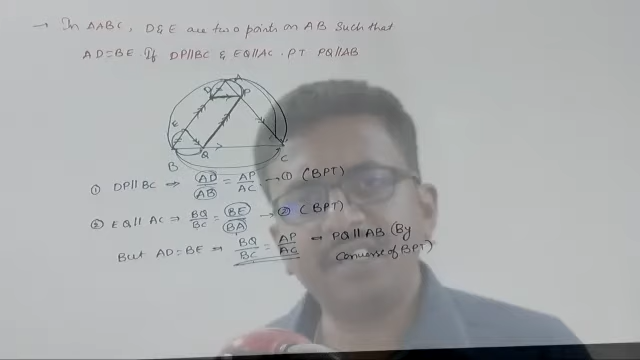 → In △ABC, D & E are two points on AB such that
AD=BE. If DP||BC & EQ||AC. PT PQ||AB
A
D
P
E
B
Q
C
① DP||BC ⇒ AD/AB = AP/AC → ① (BPT)
② EQ||AC ⇒ BQ/BC = BE/BA → ② (BPT)
But AD=BE ⇒ BQ/BC = AP/AC ⇒ PQ||AB (By
converse of BPT)